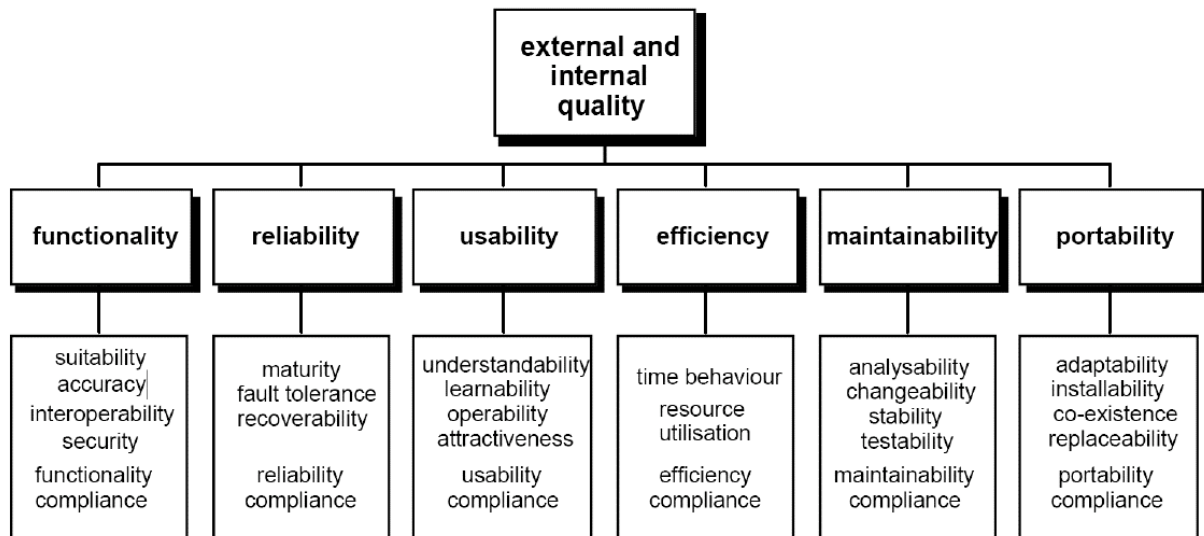 external and
internal
quality
functionality
reliability
usability
efficiency
maintainability
portability
suitability
accuracy
interoperability
security
functionality
compliance
maturity
fault tolerance
recoverability
reliability
compliance
understandability
learnability
operability
attractiveness
usability
compliance
time behaviour
resource
utilisation
efficiency
compliance
analysability
changeability
stability
testability
maintainability
compliance
adaptability
installability
co-existence
replaceability
portability
compliance